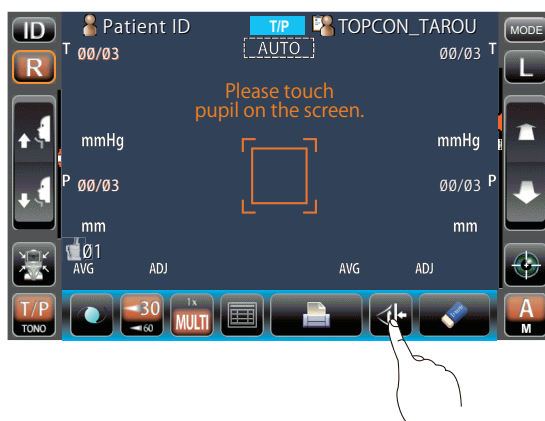 ID Patient ID T/P TOPCON_TAROU MODE
R T 00/03 AUTO 00/03 T L
Please touch
pupil on the screen.
mmHg mmHg
P 00/03 00/03 P
mm mm
01
AVG ADJ AVG ADJ
T/P 30 1x A
TONO 60 MULTI M